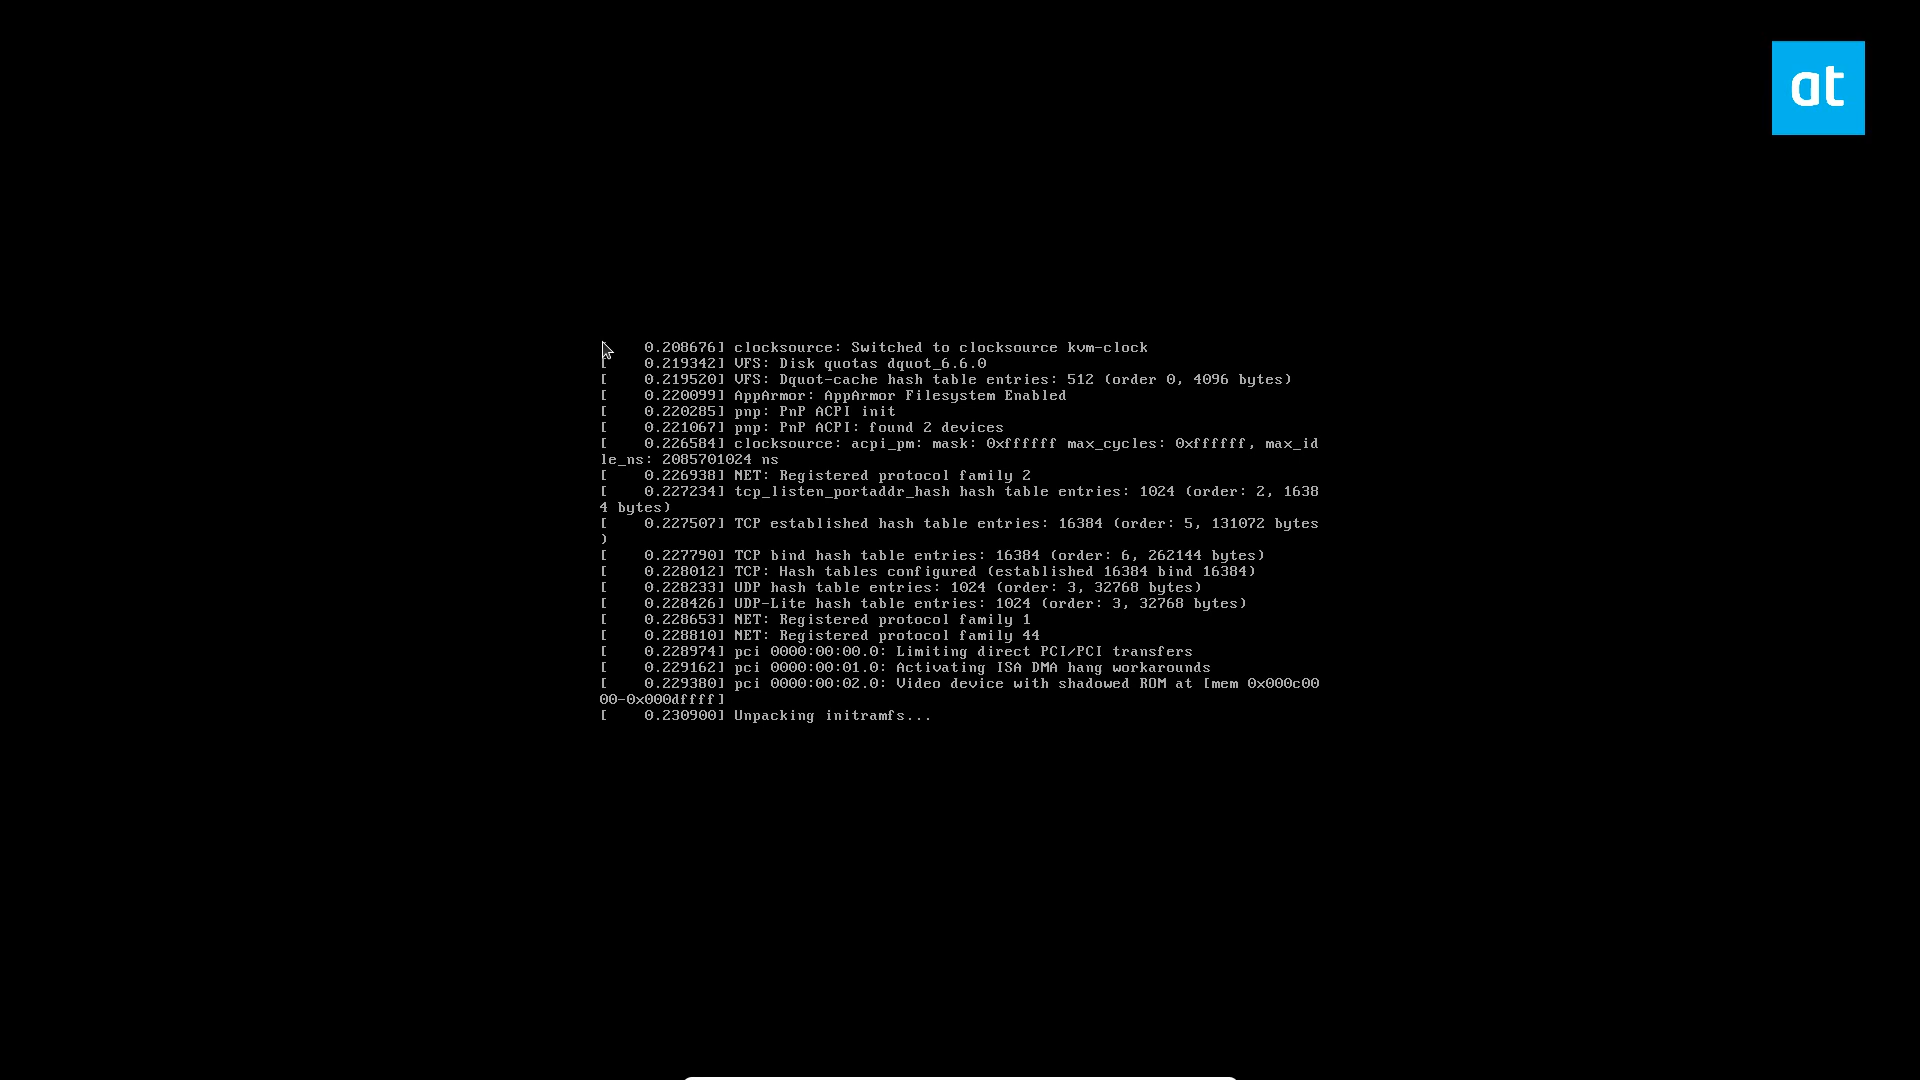 at
[    0.208676] clocksource: Switched to clocksource kvm-clock
[    0.219342] VFS: Disk quotas dquot_6.6.0
[    0.219520] VFS: Dquot-cache hash table entries: 512 (order 0, 4096 bytes)
[    0.220099] AppArmor: AppArmor Filesystem Enabled
[    0.220285] pnp: PnP ACPI init
[    0.221067] pnp: PnP ACPI: found 2 devices
[    0.226584] clocksource: acpi_pm: mask: 0xffffff max_cycles: 0xffffff, max_id
le_ns: 2085701024 ns
[    0.226938] NET: Registered protocol family 2
[    0.227234] tcp_listen_portaddr_hash hash table entries: 1024 (order: 2, 1638
4 bytes)
[    0.227507] TCP established hash table entries: 16384 (order: 5, 131072 bytes
)
[    0.227790] TCP bind hash table entries: 16384 (order: 6, 262144 bytes)
[    0.228012] TCP: Hash tables configured (established 16384 bind 16384)
[    0.228233] UDP hash table entries: 1024 (order: 3, 32768 bytes)
[    0.228426] UDP-Lite hash table entries: 1024 (order: 3, 32768 bytes)
[    0.228653] NET: Registered protocol family 1
[    0.228810] NET: Registered protocol family 44
[    0.228974] pci 0000:00:00.0: Limiting direct PCI/PCI transfers
[    0.229162] pci 0000:00:01.0: Activating ISA DMA hang workarounds
[    0.229380] pci 0000:00:02.0: Video device with shadowed ROM at [mem 0x000c00
00-0x000dffff]
[    0.230900] Unpacking initramfs...